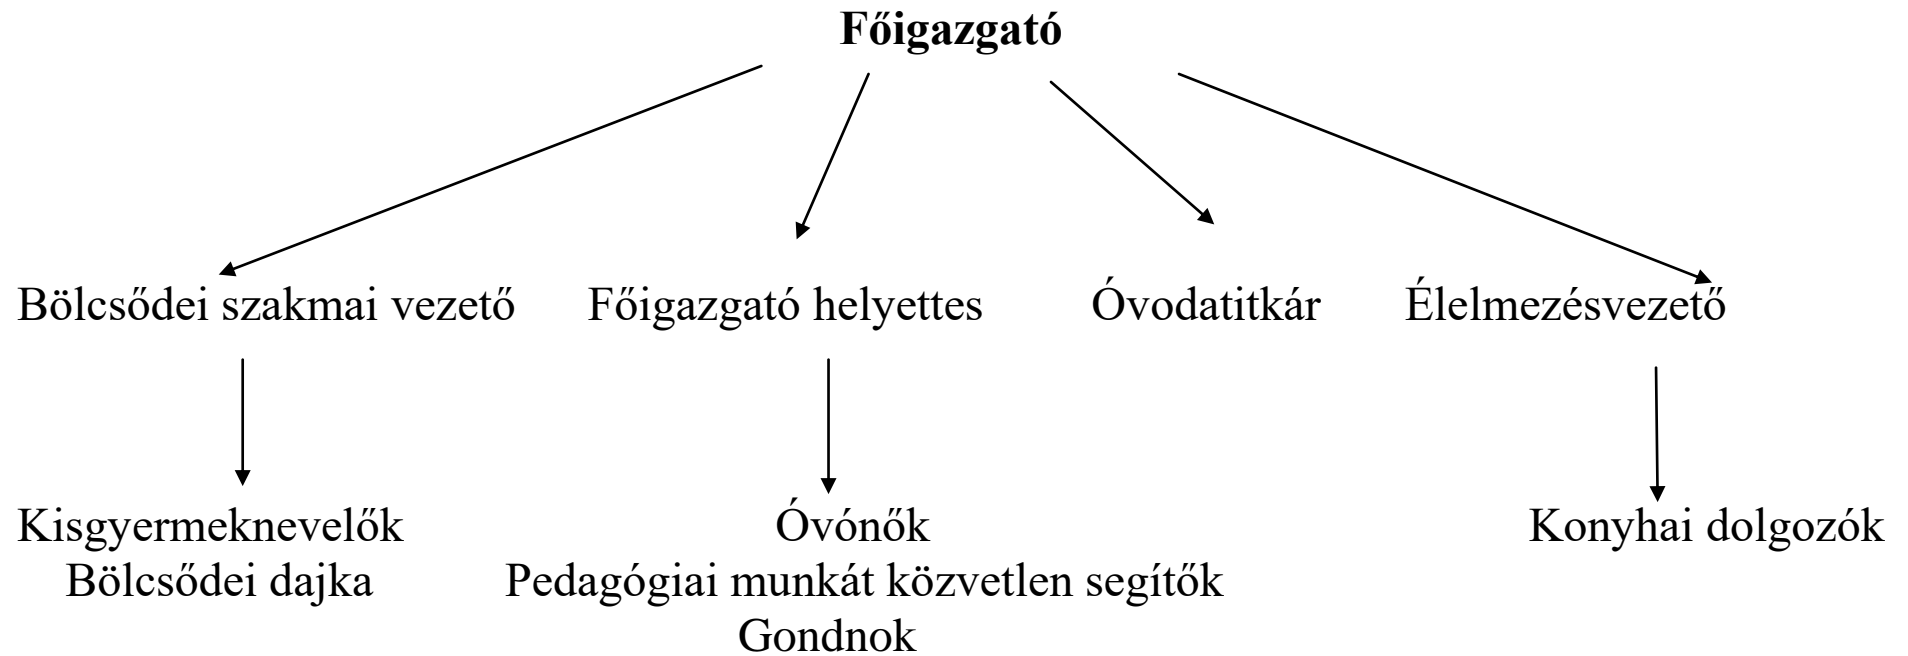 Főigazgató
Bölcsődei szakmai vezető
Főigazgató helyettes
Óvodatitkár
Élelmezésvezető
Kisgyermeknevelők
Óvónők
Konyhai dolgozók
Bölcsődei dajka
Pedagógiai munkát közvetlen segítők
Gondnok